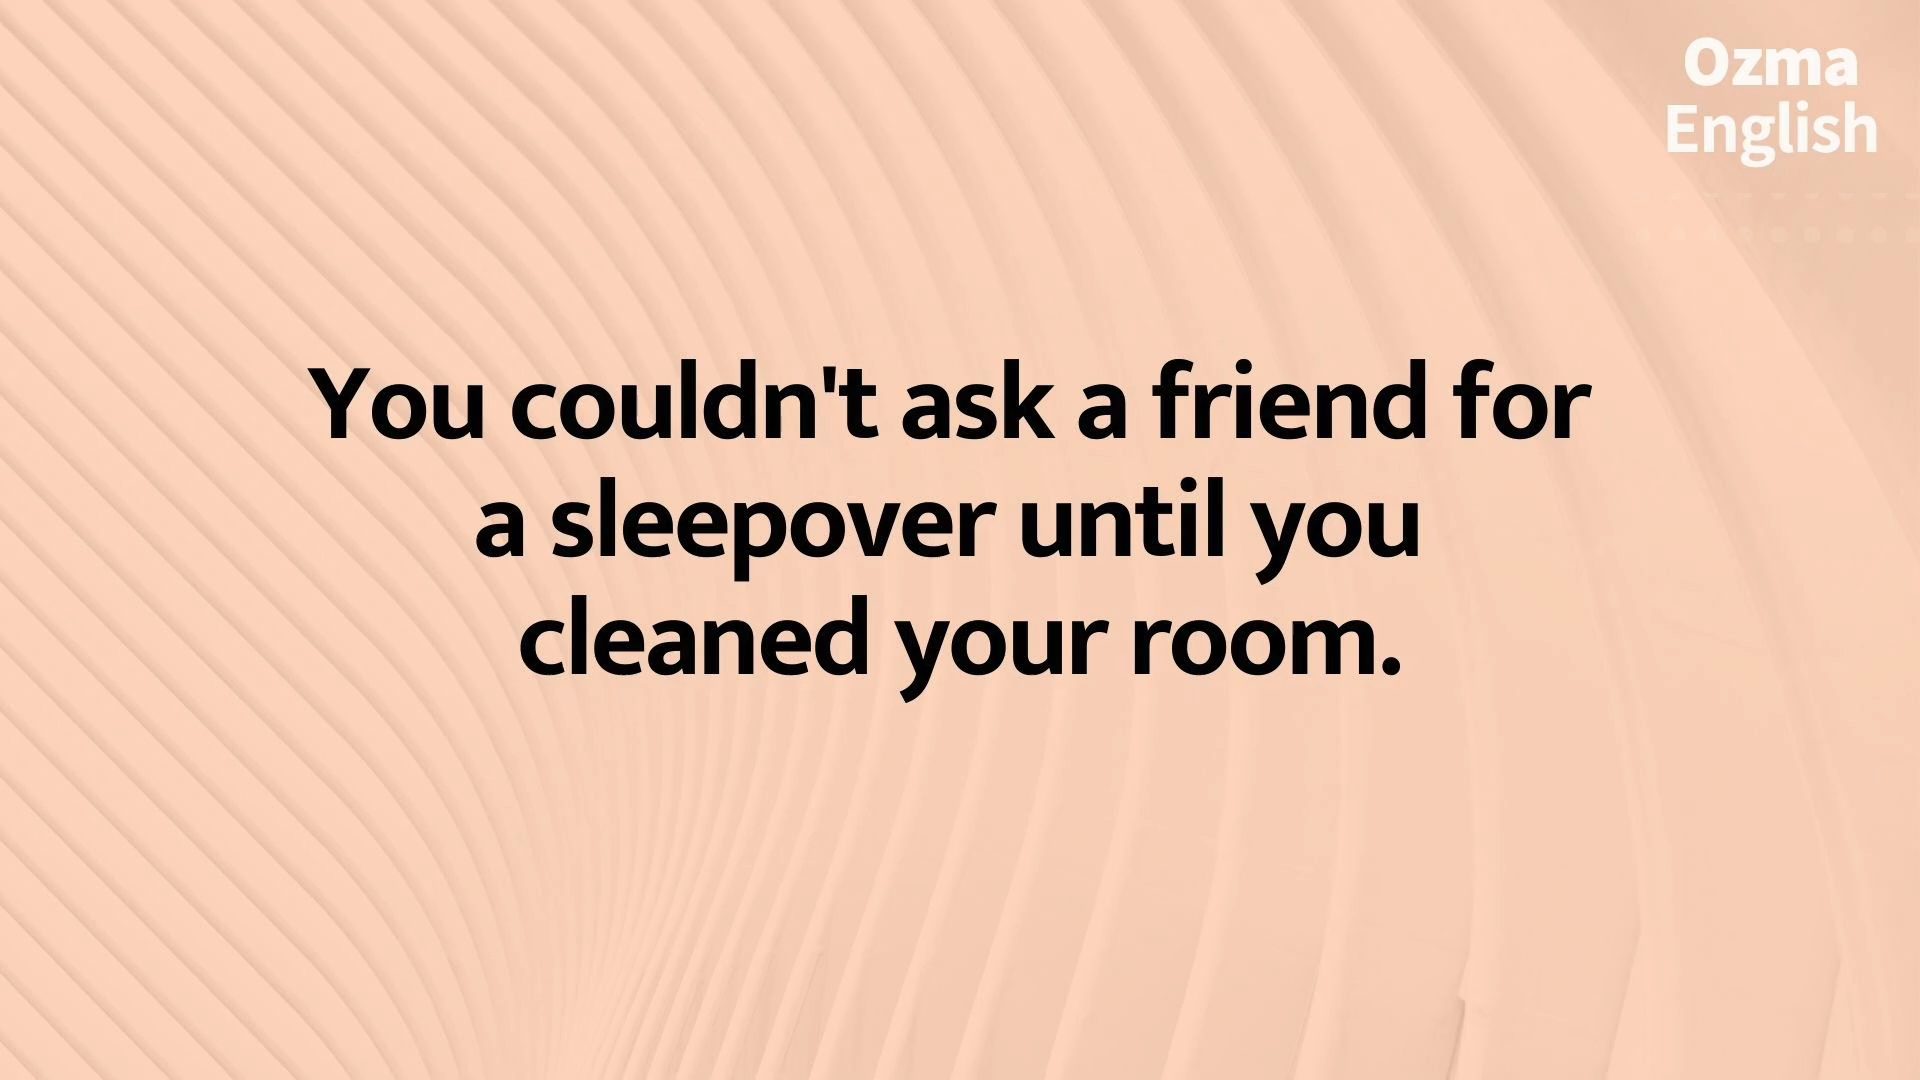 Ozma
English
You couldn't ask a friend for
a sleepover until you
cleaned your room.